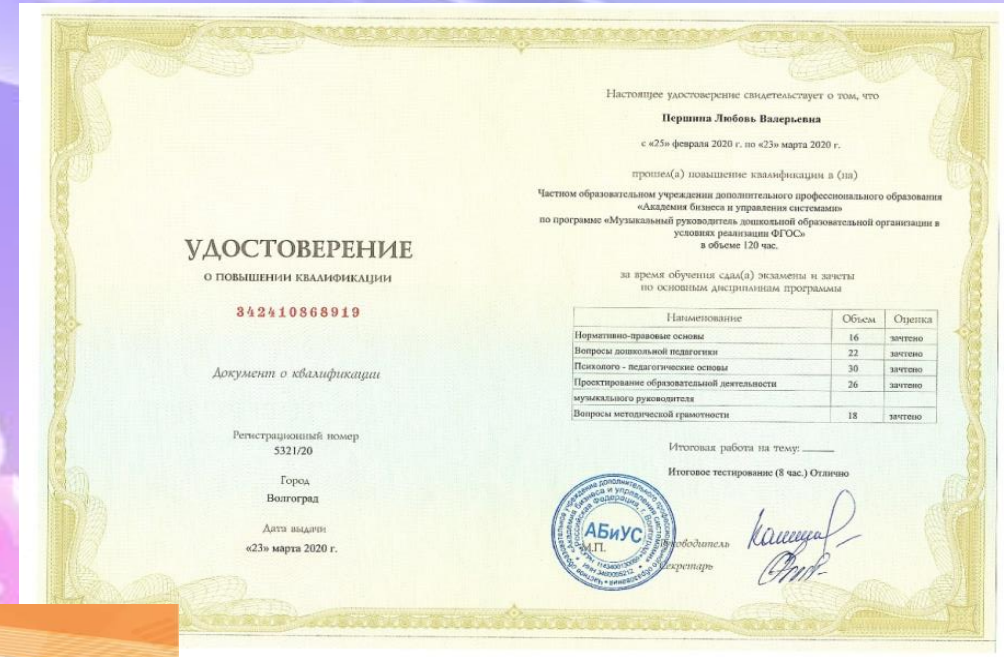 УДОСТОВЕРЕНИЕ
О ПОВЫШЕНИИ КВАЛИФИКАЦИИ
342410868919
Документ о квалификации
Регистрационный номер
5321/20
Город
Волгоград
Дата выдачи
«23» марта 2020 г.
Настоящее удостоверение свидетельствует о том, что
Першина Любовь Валерьевна
с «25» февраля 2020 г. по «23» марта 2020 г.
прошел(а) повышение квалификации в (на)
Частном образовательном учреждении дополнительного профессионального образования
«Академия бизнеса и управления системами»
по программе «Музыкальный руководитель дошкольной образовательной организации в
условиях реализации ФГОС»
в объеме 120 час.
за время обучения сдал(а) экзамены и зачеты
по основным дисциплинам программы
Наименование Объем Оценка
Нормативно-правовые основы 16 зачтено
Вопросы дошкольной педагогики 22 зачтено
Психолого - педагогические основы 30 зачтено
Проектирование образовательной деятельности 26 зачтено
музыкального руководителя
Вопросы методической грамотности 18 зачтено
Итоговая работа на тему:
Итоговое тестирование (8 час.) Отлично
АБиУС
М.П.
Руководитель
Секретарь